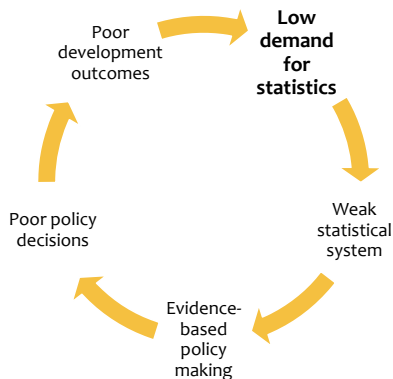 Poor
development
outcomes
Low
demand
for
statistics
Weak
statistical
system
Evidence-
based
policy
making
Poor policy
decisions